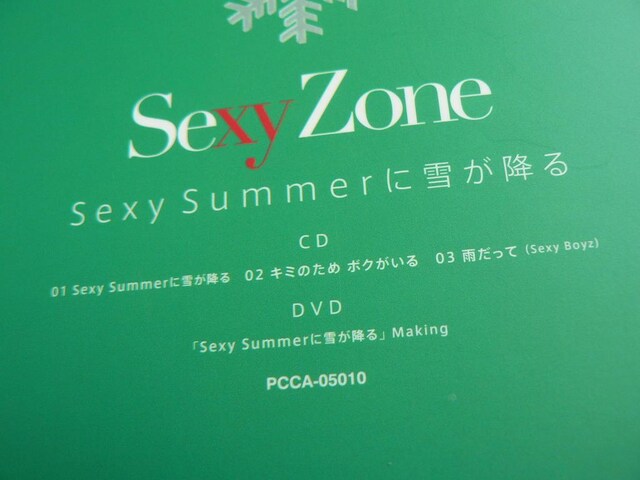 Sexy Zone
Sexy Summerに雪が降る
CD
01 Sexy Summerに雪が降る 02 キミのため ボクがいる 03 雨だって (Sexy Boyz)
DVD
「Sexy Summerに雪が降る」Making
PCCA-05010